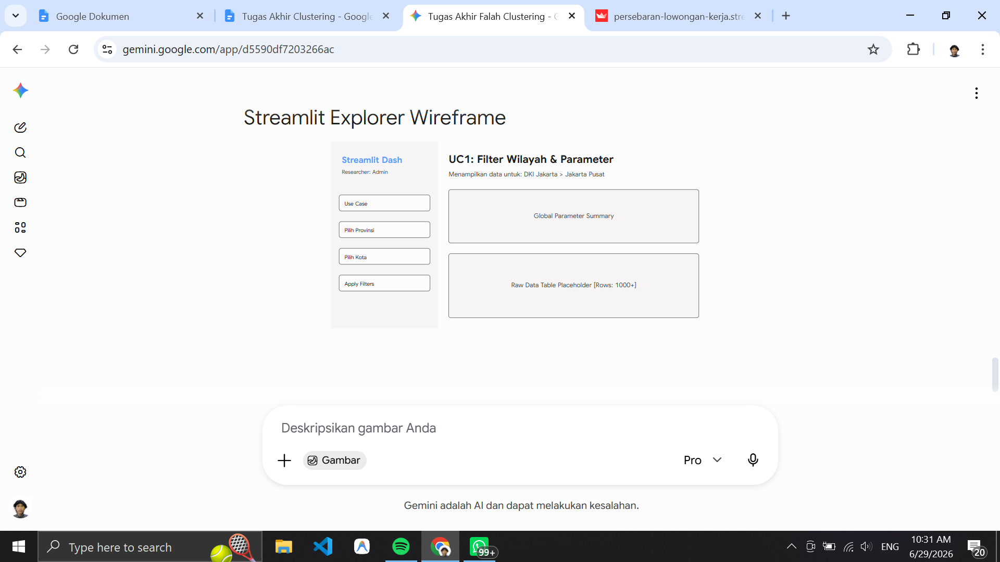 Google Dokumen
Tugas Akhir Clustering - Google
Tugas Akhir Falah Clustering - G
persebaran-lowongan-kerja.stre
gemini.google.com/app/d5590df7203266ac
Streamlit Explorer Wireframe
Streamlit Dash
Researcher: Admin
Use Case
Pilih Provinsi
Pilih Kota
Apply Filters
UC1: Filter Wilayah & Parameter
Menampilkan data untuk: DKI Jakarta > Jakarta Pusat
Global Parameter Summary
Raw Data Table Placeholder [Rows: 1000+]
Deskripsikan gambar Anda
Gambar
Pro
Gemini adalah AI dan dapat melakukan kesalahan.
Type here to search
99+
ENG
10:31 AM
6/29/2026
20